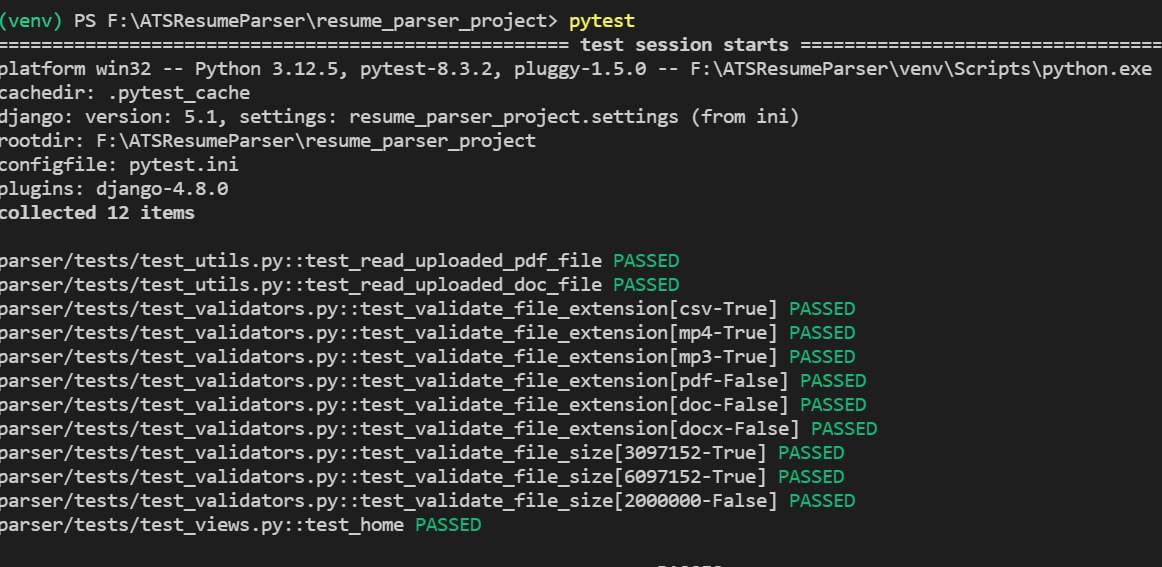 (venv) PS F:\ATSResumeParser\resume_parser_project> pytest
==================================================== test session starts =================================
platform win32 -- Python 3.12.5, pytest-8.3.2, pluggy-1.5.0 -- F:\ATSResumeParser\venv\Scripts\python.exe
cachedir: .pytest_cache
django: version: 5.1, settings: resume_parser_project.settings (from ini)
rootdir: F:\ATSResumeParser\resume_parser_project
configfile: pytest.ini
plugins: django-4.8.0
collected 12 items
parser/tests/test_utils.py::test_read_uploaded_pdf_file PASSED
parser/tests/test_utils.py::test_read_uploaded_doc_file PASSED
parser/tests/test_validators.py::test_validate_file_extension[csv-True] PASSED
parser/tests/test_validators.py::test_validate_file_extension[mp4-True] PASSED
parser/tests/test_validators.py::test_validate_file_extension[mp3-True] PASSED
parser/tests/test_validators.py::test_validate_file_extension[pdf-False] PASSED
parser/tests/test_validators.py::test_validate_file_extension[doc-False] PASSED
parser/tests/test_validators.py::test_validate_file_extension[docx-False] PASSED
parser/tests/test_validators.py::test_validate_file_size[3097152-True] PASSED
parser/tests/test_validators.py::test_validate_file_size[6097152-True] PASSED
parser/tests/test_validators.py::test_validate_file_size[2000000-False] PASSED
parser/tests/test_views.py::test_home PASSED